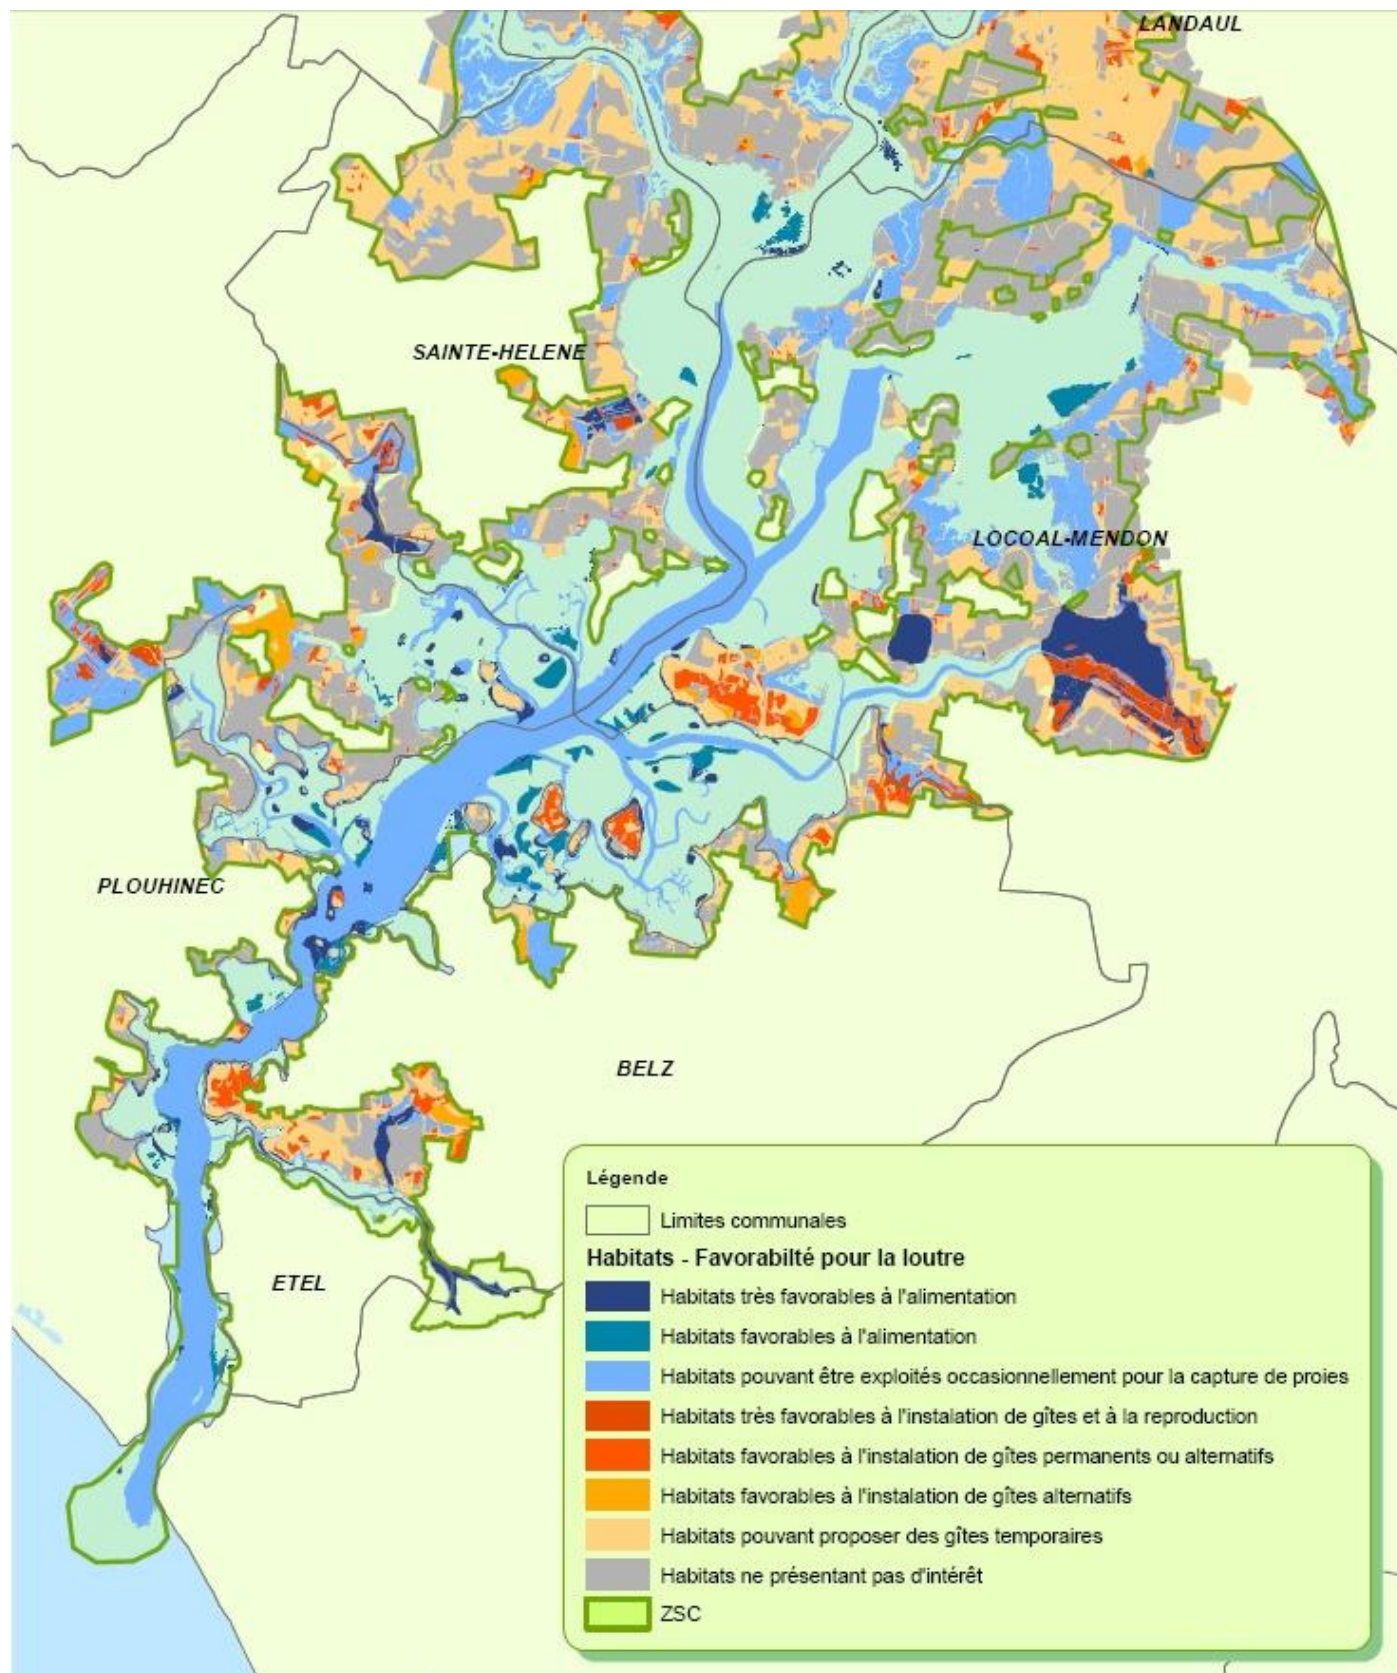 LANDAUL
SAINTE-HELENE
LOCOAL-MENDON
PLOUHINEC
BELZ
ETEL
Légende
Limites communales
Habitats - Favorabilté pour la loutre
Habitats très favorables à l'alimentation
Habitats favorables à l'alimentation
Habitats pouvant être exploités occasionnellement pour la capture de proies
Habitats très favorables à l'instalation de gîtes et à la reproduction
Habitats favorables à l'instalation de gîtes permanents ou alternatifs
Habitats favorables à l'instalation de gîtes alternatifs
Habitats pouvant proposer des gîtes temporaires
Habitats ne présentant pas d'intérêt
ZSC